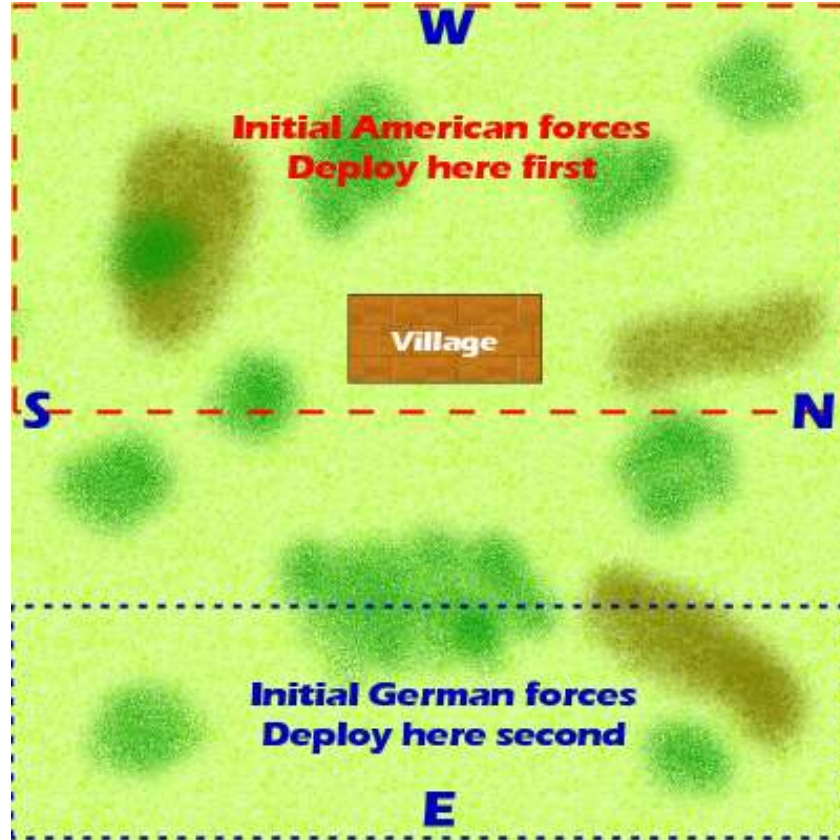 W
Initial American forces
Deploy here first
Village
S
N
Initial German forces
Deploy here second
E